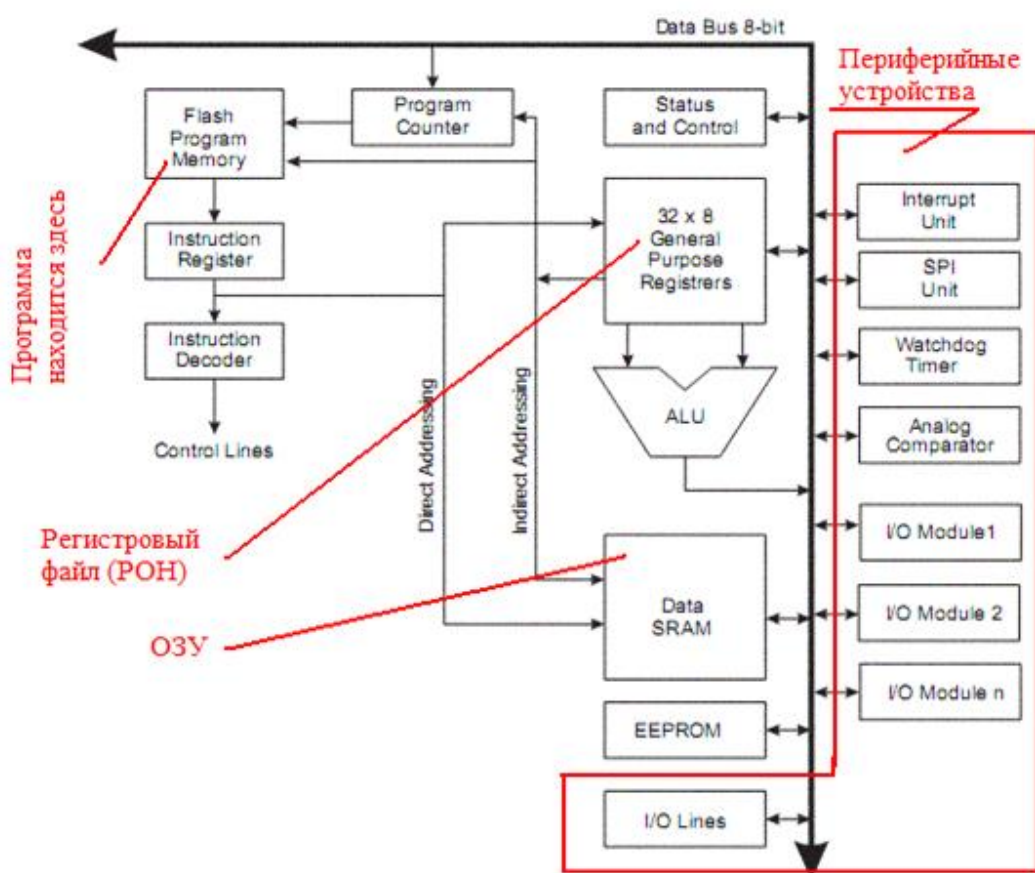 Data Bus 8-bit
Периферийные
устройства
Flash
Program
Memory
Program
Counter
Status
and Control
Программа
находится здесь
Instruction
Register
32 x 8
General
Purpose
Registrers
Interrupt
Unit
SPI
Unit
Instruction
Decoder
Watchdog
Timer
Control Lines
Direct Addressing
Indirect Addressing
ALU
Analog
Comparator
Регистровый
файл (РОН)
I/O Module1
ОЗУ
Data
SRAM
I/O Module 2
I/O Module n
EEPROM
I/O Lines